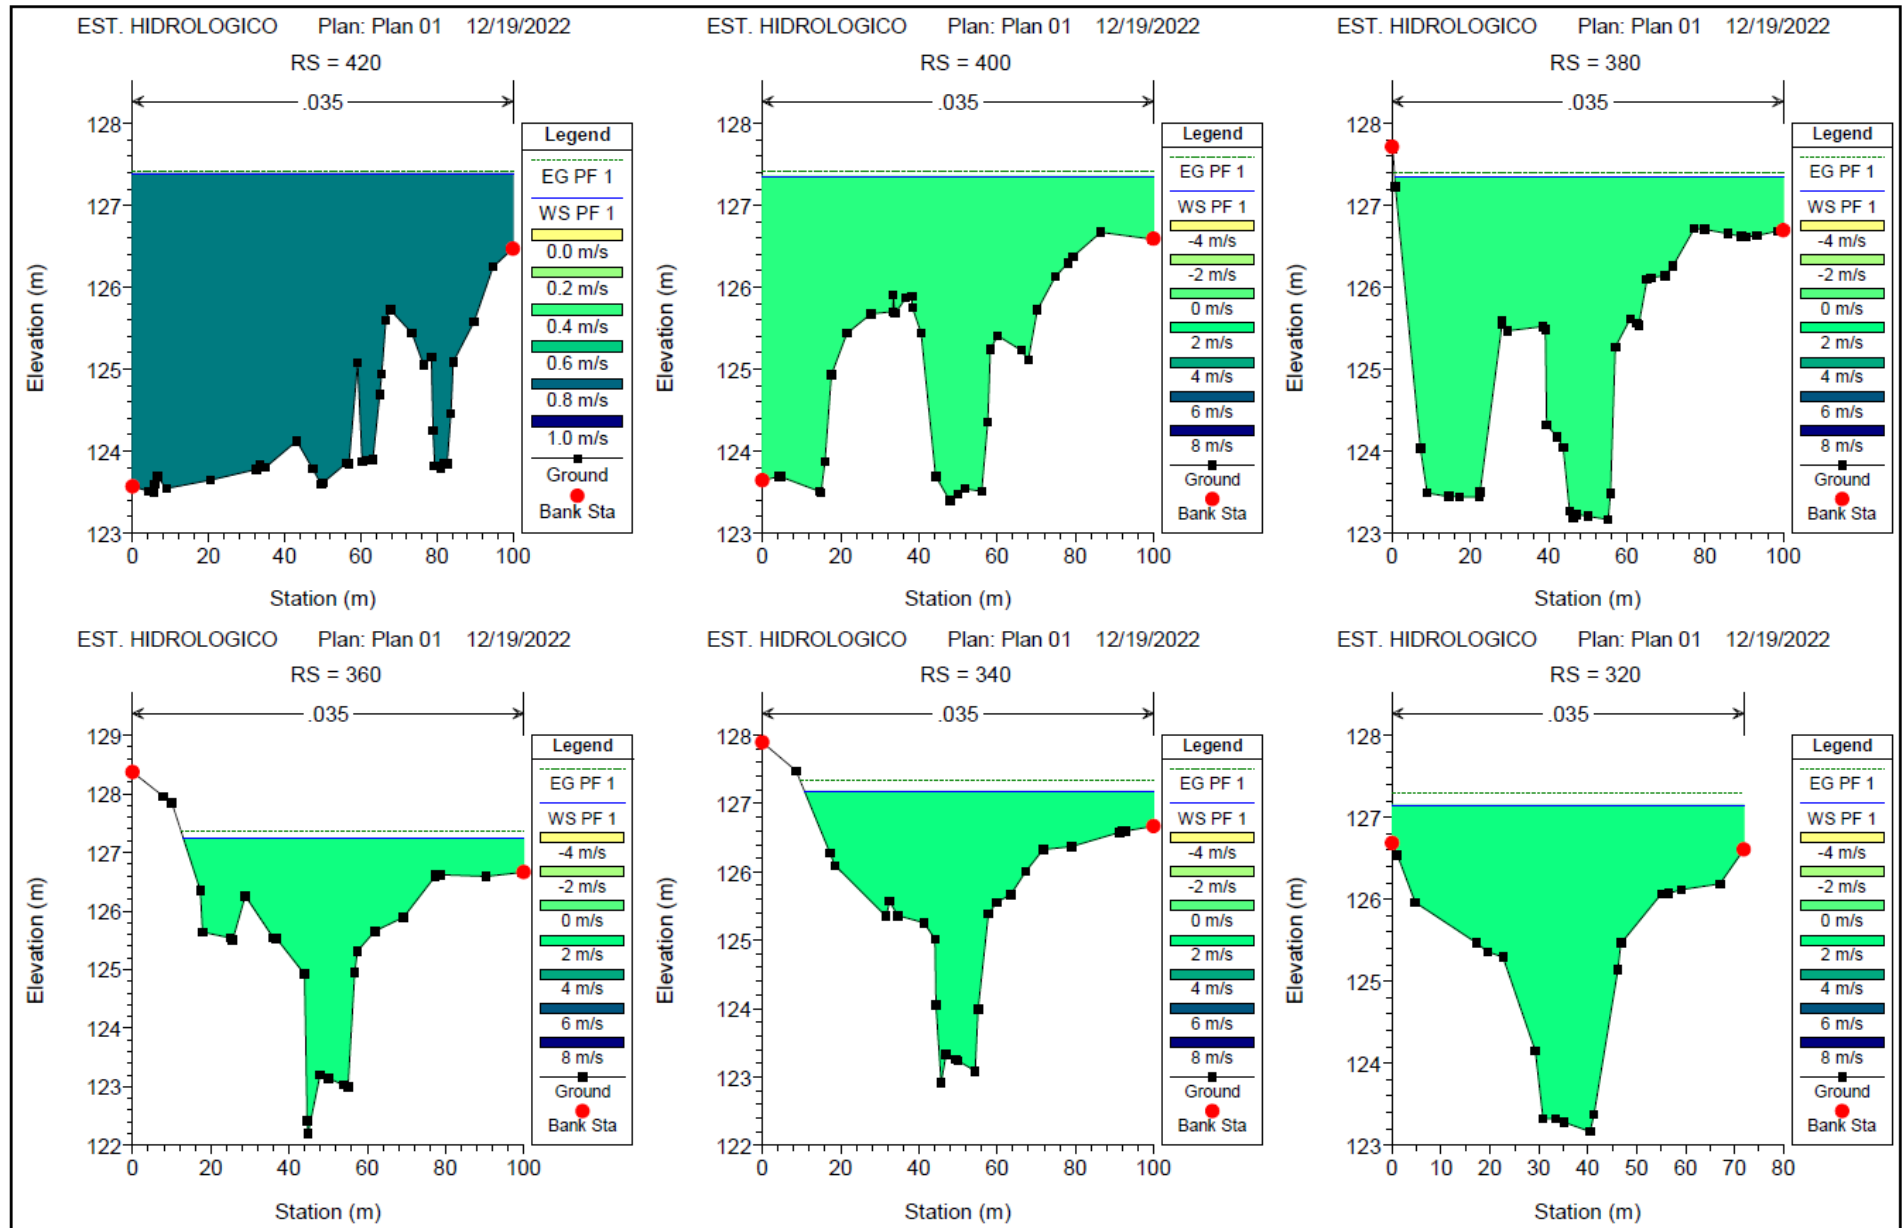 EST. HIDROLOGICO Plan: Plan 01 12/19/2022
RS = 420
.035
Elevation (m)
128
127
126
125
124
123
0 20 40 60 80 100
Station (m)
Legend
EG PF 1
WS PF 1
0.0 m/s
0.2 m/s
0.4 m/s
0.6 m/s
0.8 m/s
1.0 m/s
Ground
Bank Sta
EST. HIDROLOGICO Plan: Plan 01 12/19/2022
RS = 400
.035
Elevation (m)
128
127
126
125
124
123
0 20 40 60 80 100
Station (m)
Legend
EG PF 1
WS PF 1
-4 m/s
-2 m/s
0 m/s
2 m/s
4 m/s
6 m/s
8 m/s
Ground
Bank Sta
EST. HIDROLOGICO Plan: Plan 01 12/19/2022
RS = 380
.035
Elevation (m)
128
127
126
125
124
123
0 20 40 60 80 100
Station (m)
Legend
EG PF 1
WS PF 1
-4 m/s
-2 m/s
0 m/s
2 m/s
4 m/s
6 m/s
8 m/s
Ground
Bank Sta
EST. HIDROLOGICO Plan: Plan 01 12/19/2022
RS = 360
.035
Elevation (m)
129
128
127
126
125
124
123
122
0 20 40 60 80 100
Station (m)
Legend
EG PF 1
WS PF 1
-4 m/s
-2 m/s
0 m/s
2 m/s
4 m/s
6 m/s
8 m/s
Ground
Bank Sta
EST. HIDROLOGICO Plan: Plan 01 12/19/2022
RS = 340
.035
Elevation (m)
128
127
126
125
124
123
122
0 20 40 60 80 100
Station (m)
Legend
EG PF 1
WS PF 1
-4 m/s
-2 m/s
0 m/s
2 m/s
4 m/s
6 m/s
8 m/s
Ground
Bank Sta
EST. HIDROLOGICO Plan: Plan 01 12/19/2022
RS = 320
.035
Elevation (m)
128
127
126
125
124
123
0 10 20 30 40 50 60 70 80
Station (m)
Legend
EG PF 1
WS PF 1
-4 m/s
-2 m/s
0 m/s
2 m/s
4 m/s
6 m/s
8 m/s
Ground
Bank Sta